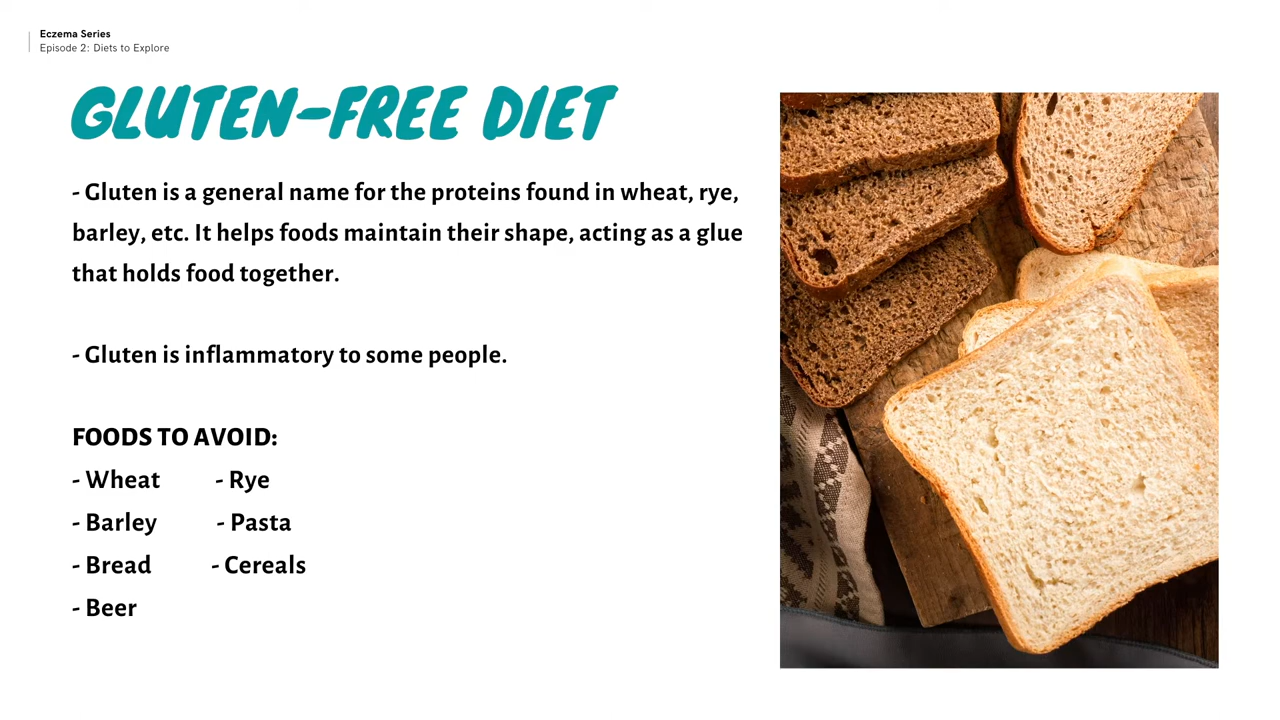 Eczema Series
Episode 2: Diets to Explore
GLUTEN-FREE DIET
- Gluten is a general name for the proteins found in wheat, rye,
barley, etc. It helps foods maintain their shape, acting as a glue
that holds food together.
- Gluten is inflammatory to some people.
FOODS TO AVOID:
- Wheat - Rye
- Barley - Pasta
- Bread - Cereals
- Beer